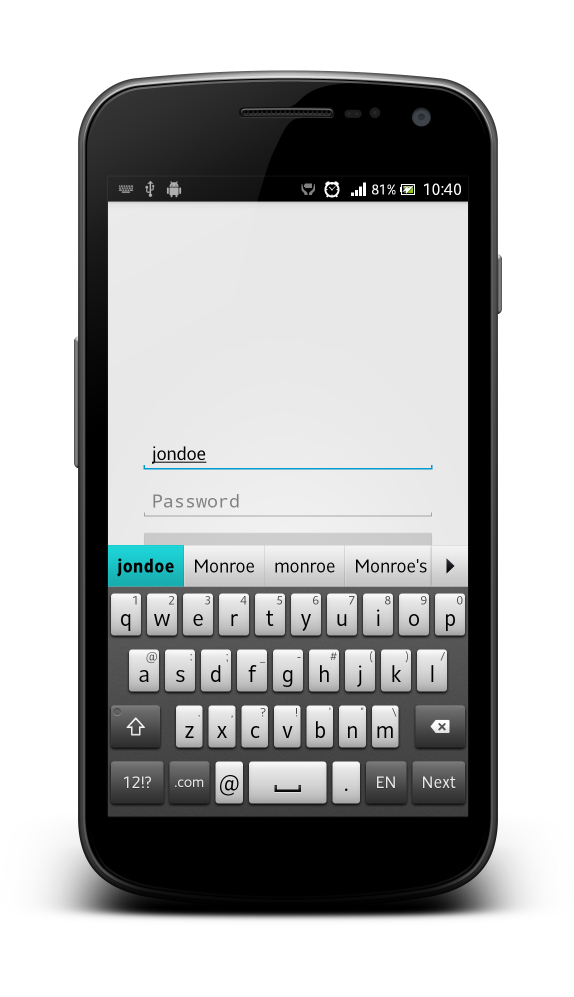 81% 10:40
jondoe
Password
jondoe Monroe monroe Monroe's
1 2 3 4 5 6 7 8 9 0
q w e r t y u i o p
@ : ; _ - # ( ) /
a s d f g h j k l
. , ? ! ' " \
z x c v b n m
12!? .com @ . EN Next